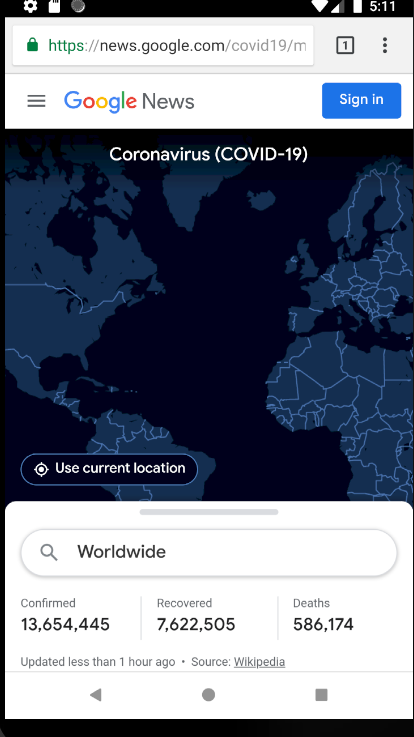 5:11
https://news.google.com/covid19/m
1
Google News
Sign in
Coronavirus (COVID-19)
Use current location
Worldwide
Confirmed
Recovered
Deaths
13,654,445
7,622,505
586,174
Updated less than 1 hour ago • Source: Wikipedia